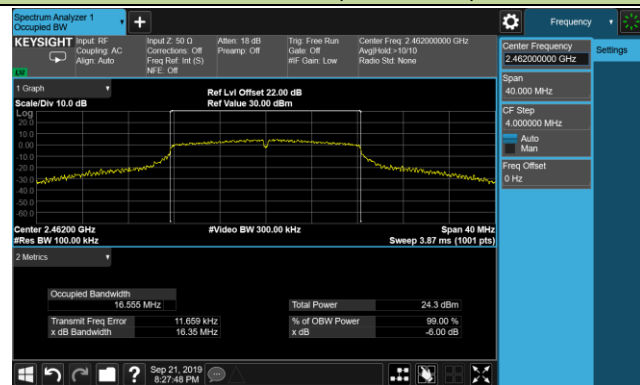 Spectrum Analyzer 1
Occupied BW
Frequency
KEYSIGHT
Input: RF
Coupling: AC
Align: Auto
Input Z: 50 Ω
Corrections: Off
Freq Ref: Int (S)
NFE: Off
Atten: 18 dB
Preamp: Off
Trig: Free Run
Gate: Off
#IF Gain: Low
Center Freq: 2.462000000 GHz
Avg|Hold:>10/10
Radio Std: None
Center Frequency
2.462000000 GHz
Settings
Span
40.000 MHz
CF Step
4.000000 MHz
Auto
Man
Freq Offset
0 Hz
1 Graph
Scale/Div 10.0 dB
Ref Lvl Offset 22.00 dB
Ref Value 30.00 dBm
Log
20.0
10.0
0.00
-10.0
-20.0
-30.0
-40.0
-50.0
-60.0
Center 2.46200 GHz
#Res BW 100.00 kHz
#Video BW 300.00 kHz
Span 40 MHz
Sweep 3.87 ms (1001 pts)
2 Metrics
Occupied Bandwidth
16.555 MHz
Total Power 24.3 dBm
Transmit Freq Error 11.659 kHz
% of OBW Power 99.00 %
x dB Bandwidth 16.35 MHz
x dB -6.00 dB
Sep 21, 2019
8:27:48 PM